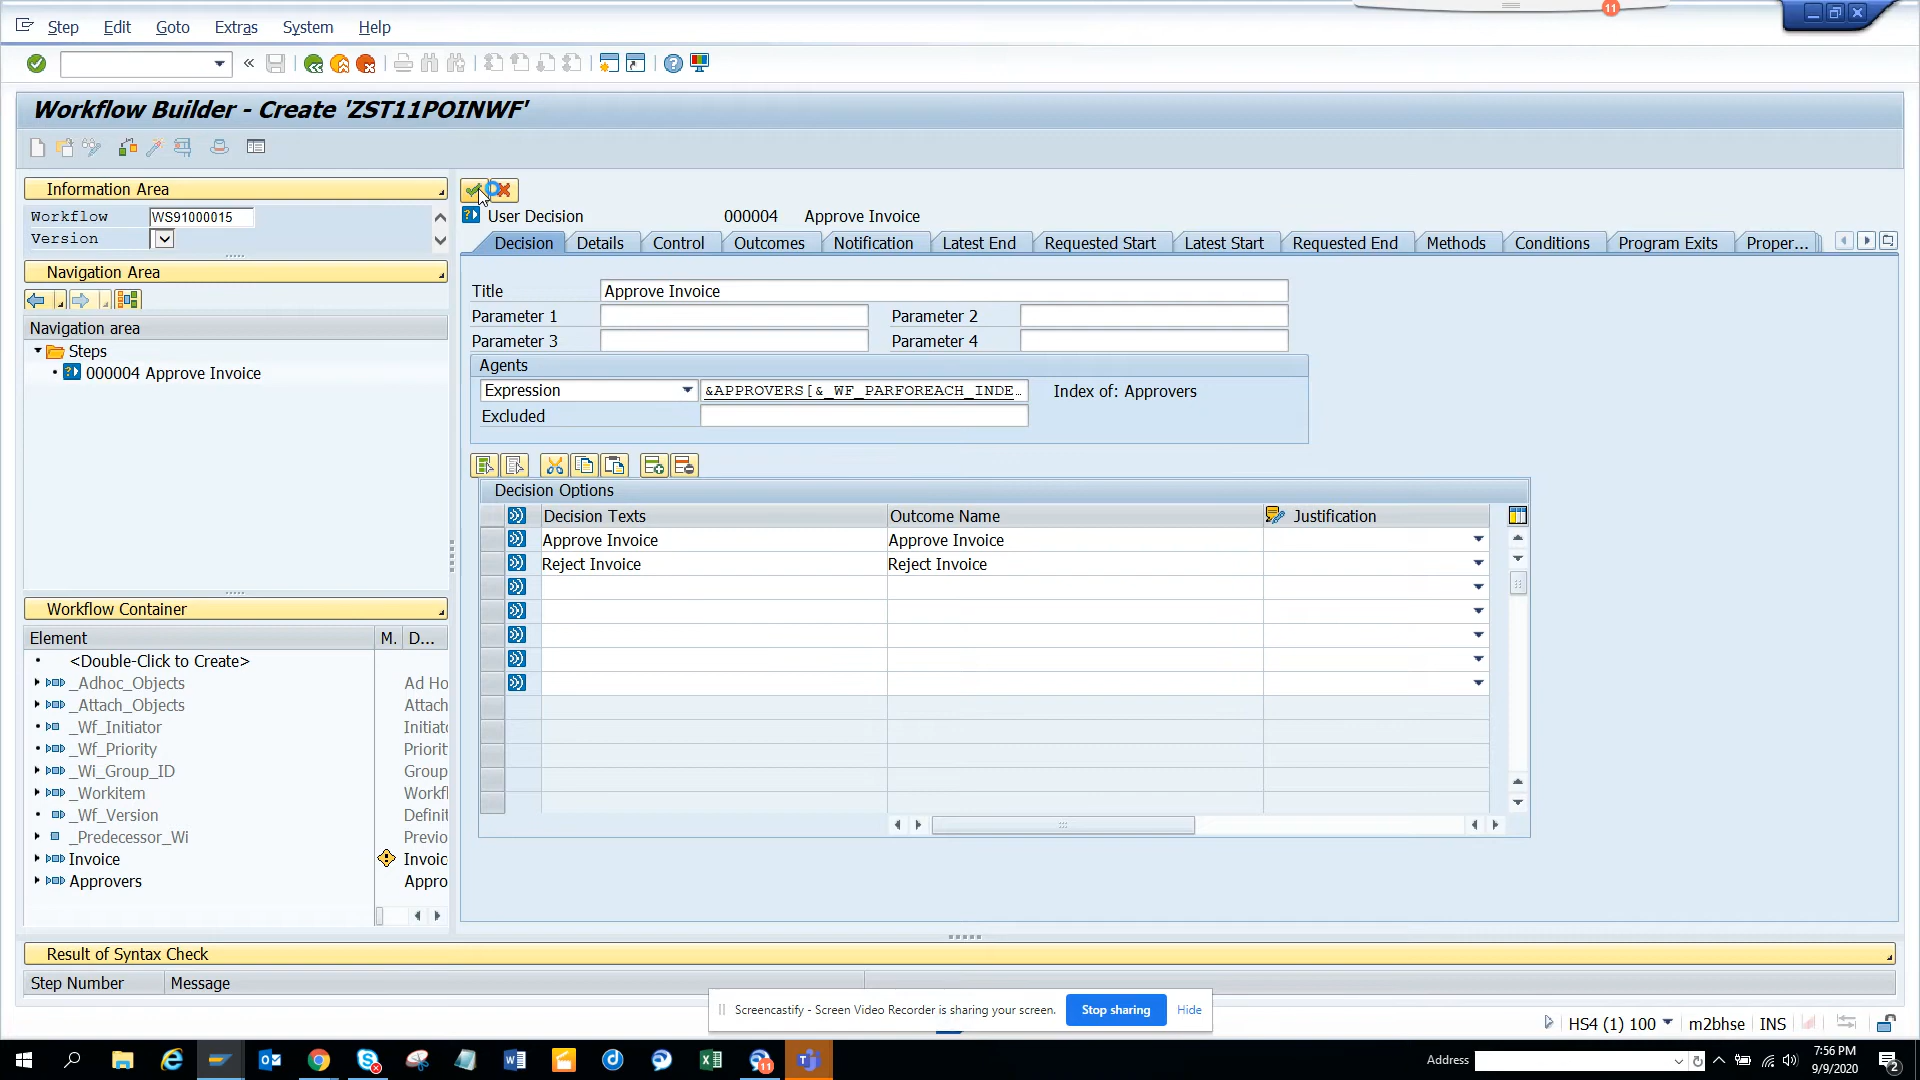 Step Edit Goto Extras System Help
11
Workflow Builder - Create 'ZST11POINWF'
Information Area
Workflow WS91000015
Version
Navigation Area
Navigation area
Steps
000004 Approve Invoice
Workflow Container
Element M. D...
<Double-Click to Create>
_Adhoc_Objects Ad Ho
_Attach_Objects Attach
_Wf_Initiator Initiat
_Wf_Priority Priorit
_Wi_Group_ID Group
_Workitem Workf
_Wf_Version Definit
_Predecessor_Wi Previo
Invoice Invoic
Approvers Appro
User Decision 000004 Approve Invoice
Decision Details Control Outcomes Notification Latest End Requested Start Latest Start Requested End Methods Conditions Program Exits Proper...
Title Approve Invoice
Parameter 1 Parameter 2
Parameter 3 Parameter 4
Agents
Expression &APPROVERS[&_WF_PARFOREACH_INDE… Index of: Approvers
Excluded
Decision Options
Decision Texts Outcome Name Justification
Approve Invoice Approve Invoice
Reject Invoice Reject Invoice
Result of Syntax Check
Step Number Message
Screencastify - Screen Video Recorder is sharing your screen. Stop sharing Hide
HS4 (1) 100 m2bhse INS
Address
7:56 PM
9/9/2020
11
2